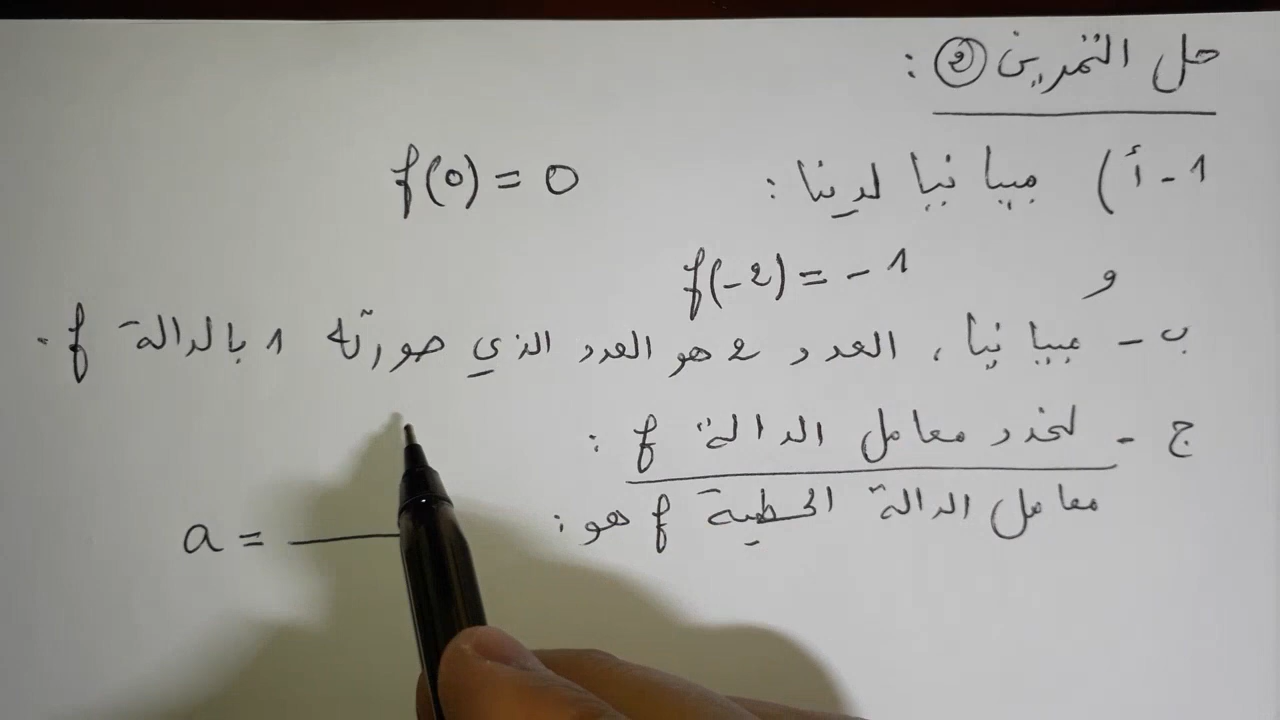 حل التمرين ②:
1-أ) مبيانيا لدينا: f(0) = 0
و f(-2) = -1
ب- مبيانيا، العدد 2 هو العدد الذي صورته 1 بالدالة f.
ج- لنحدد معامل الدالة f:
معامل الدالة الخطية f هو: a =